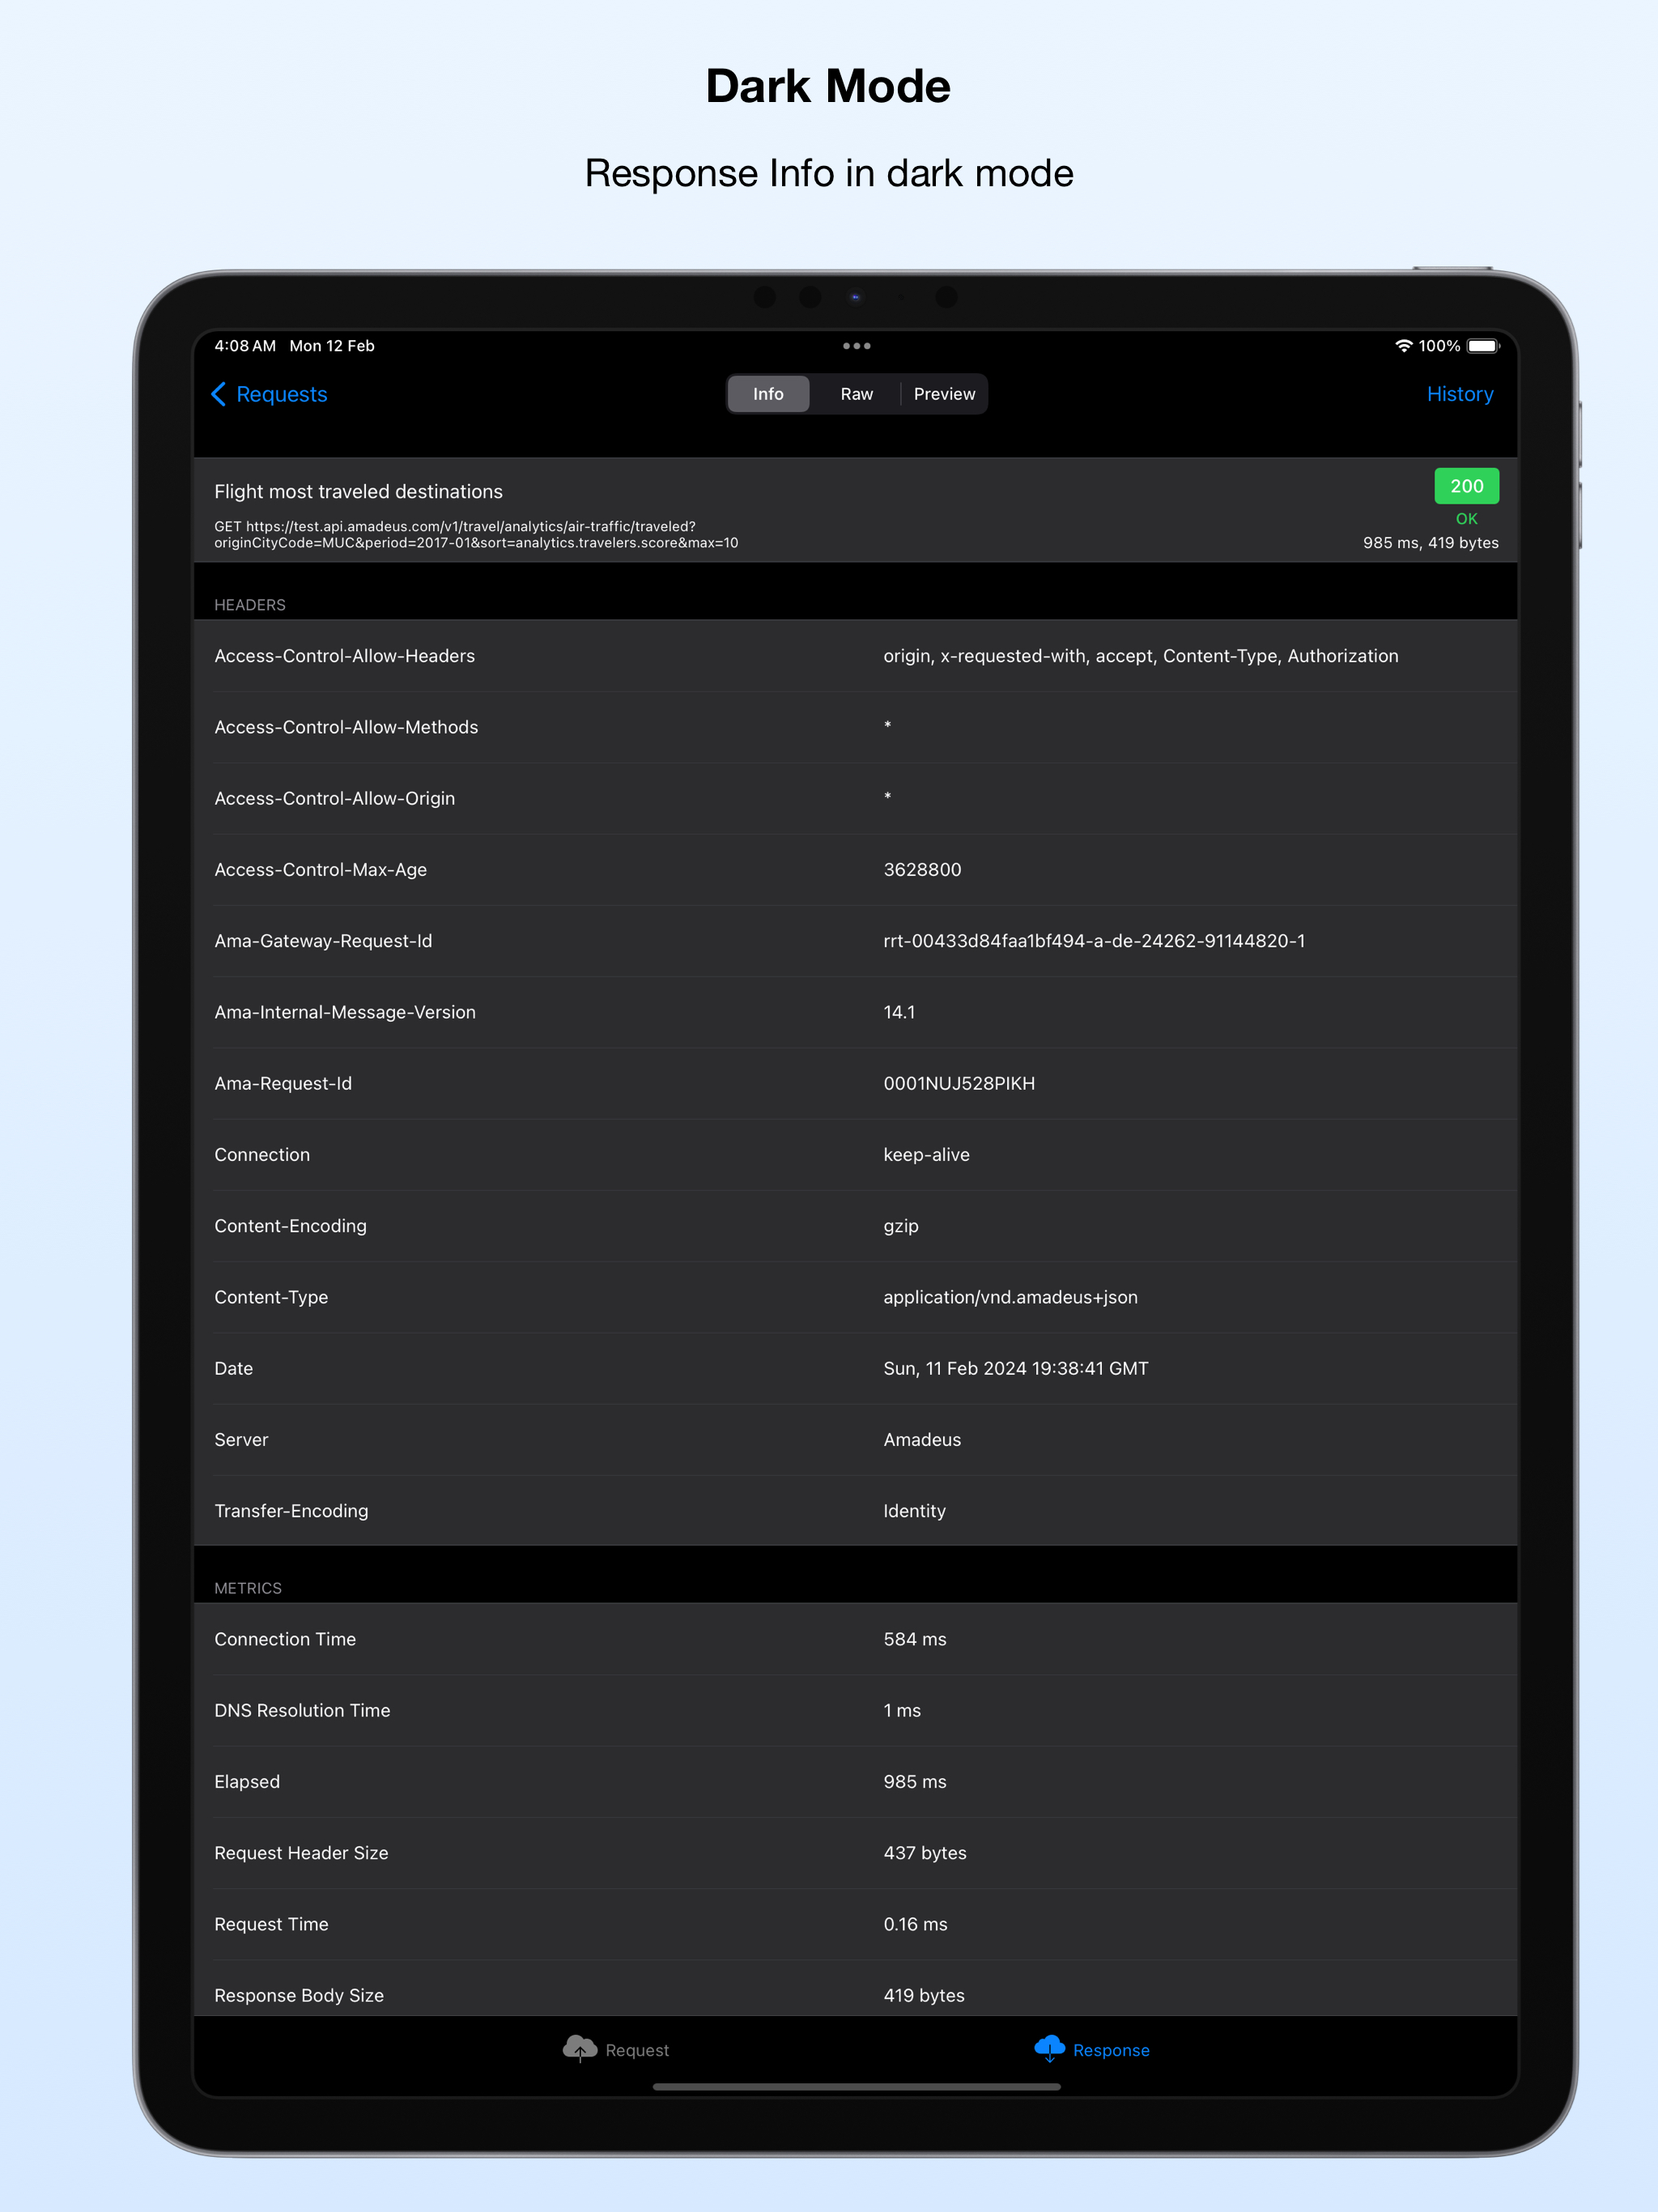 Dark Mode
Response Info in dark mode
4:08 AM Mon 12 Feb
100%
Requests
Info Raw Preview
History
Flight most traveled destinations
200
OK
GET https://test.api.amadeus.com/v1/travel/analytics/air-traffic/traveled?
originCityCode=MUC&period=2017-01&sort=analytics.travelers.score&max=10
985 ms, 419 bytes
HEADERS
Access-Control-Allow-Headers origin, x-requested-with, accept, Content-Type, Authorization
Access-Control-Allow-Methods *
Access-Control-Allow-Origin *
Access-Control-Max-Age 3628800
Ama-Gateway-Request-Id rrt-00433d84faa1bf494-a-de-24262-91144820-1
Ama-Internal-Message-Version 14.1
Ama-Request-Id 0001NUJ528PIKH
Connection keep-alive
Content-Encoding gzip
Content-Type application/vnd.amadeus+json
Date Sun, 11 Feb 2024 19:38:41 GMT
Server Amadeus
Transfer-Encoding Identity
METRICS
Connection Time 584 ms
DNS Resolution Time 1 ms
Elapsed 985 ms
Request Header Size 437 bytes
Request Time 0.16 ms
Response Body Size 419 bytes
Request Response